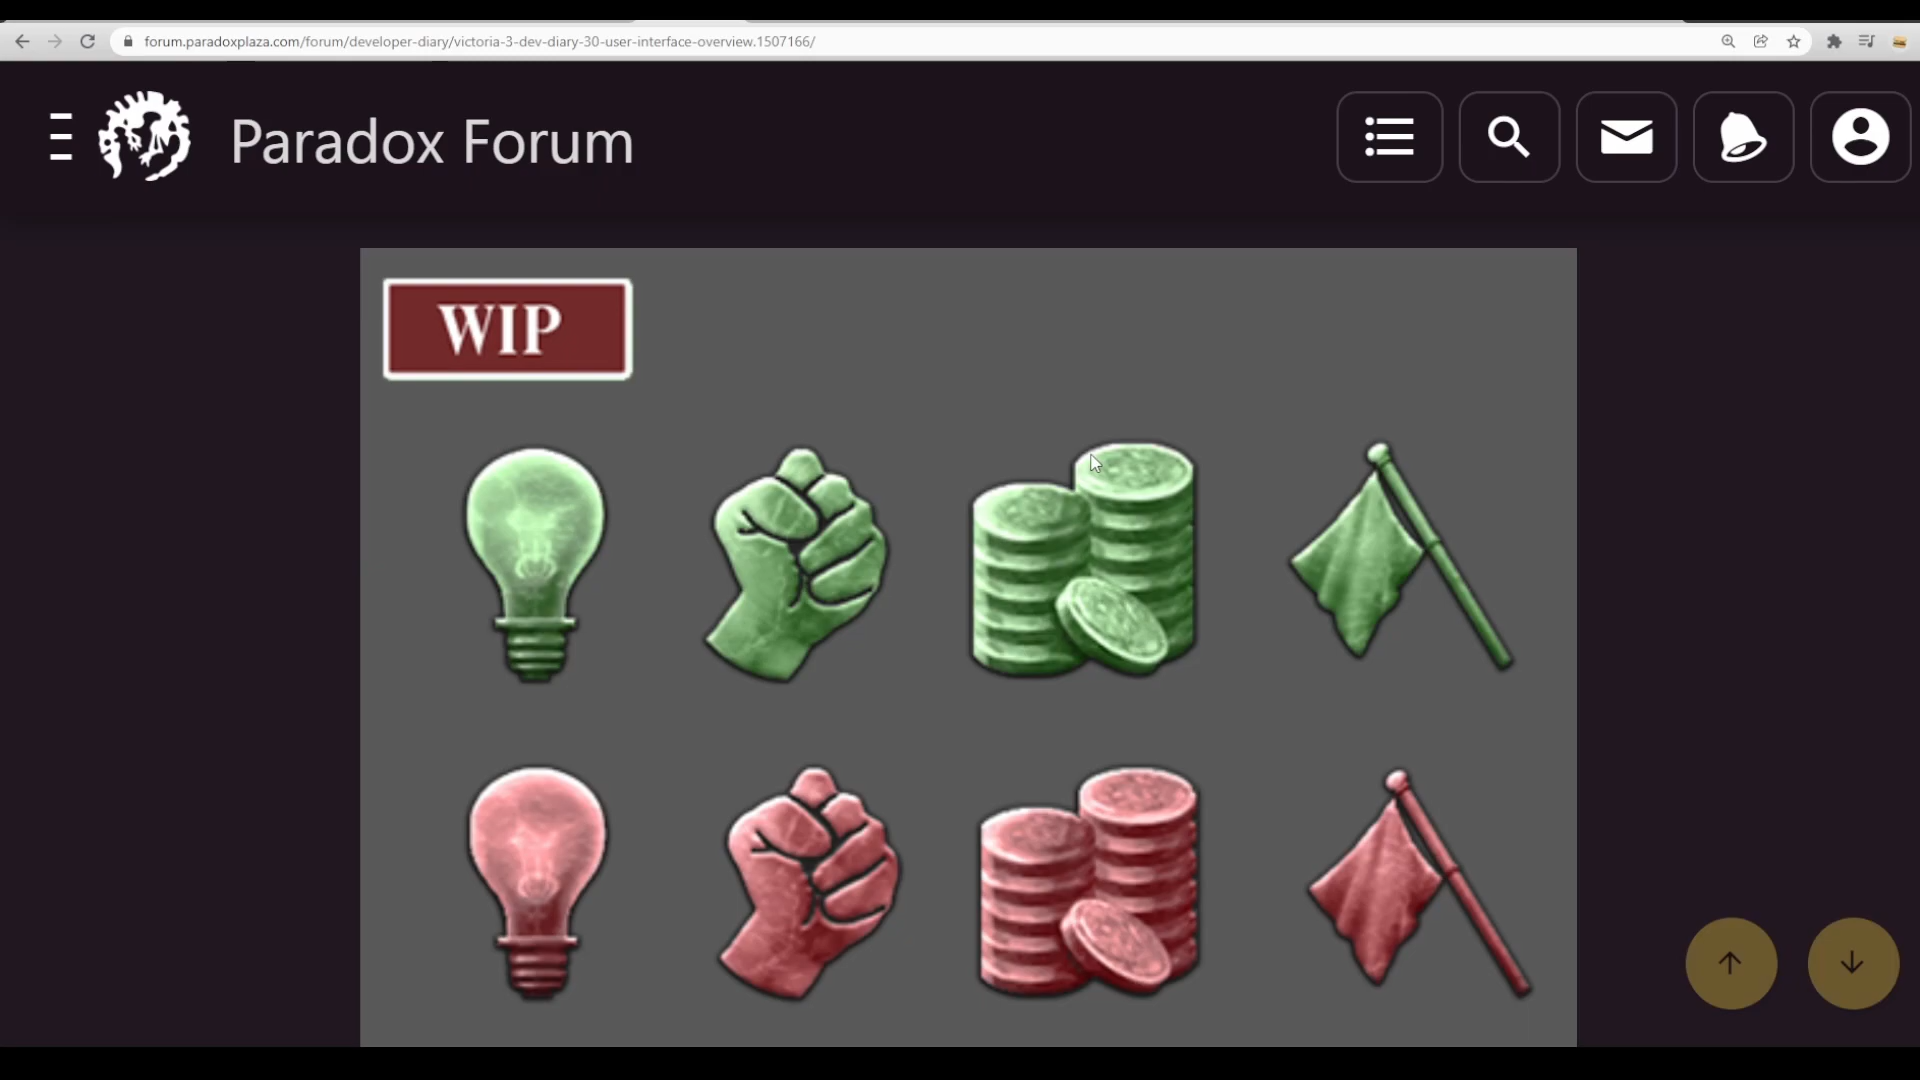 forum.paradoxplaza.com/forum/developer-diary/victoria-3-dev-diary-30-user-interface-overview.1507166/
Paradox Forum
WIP